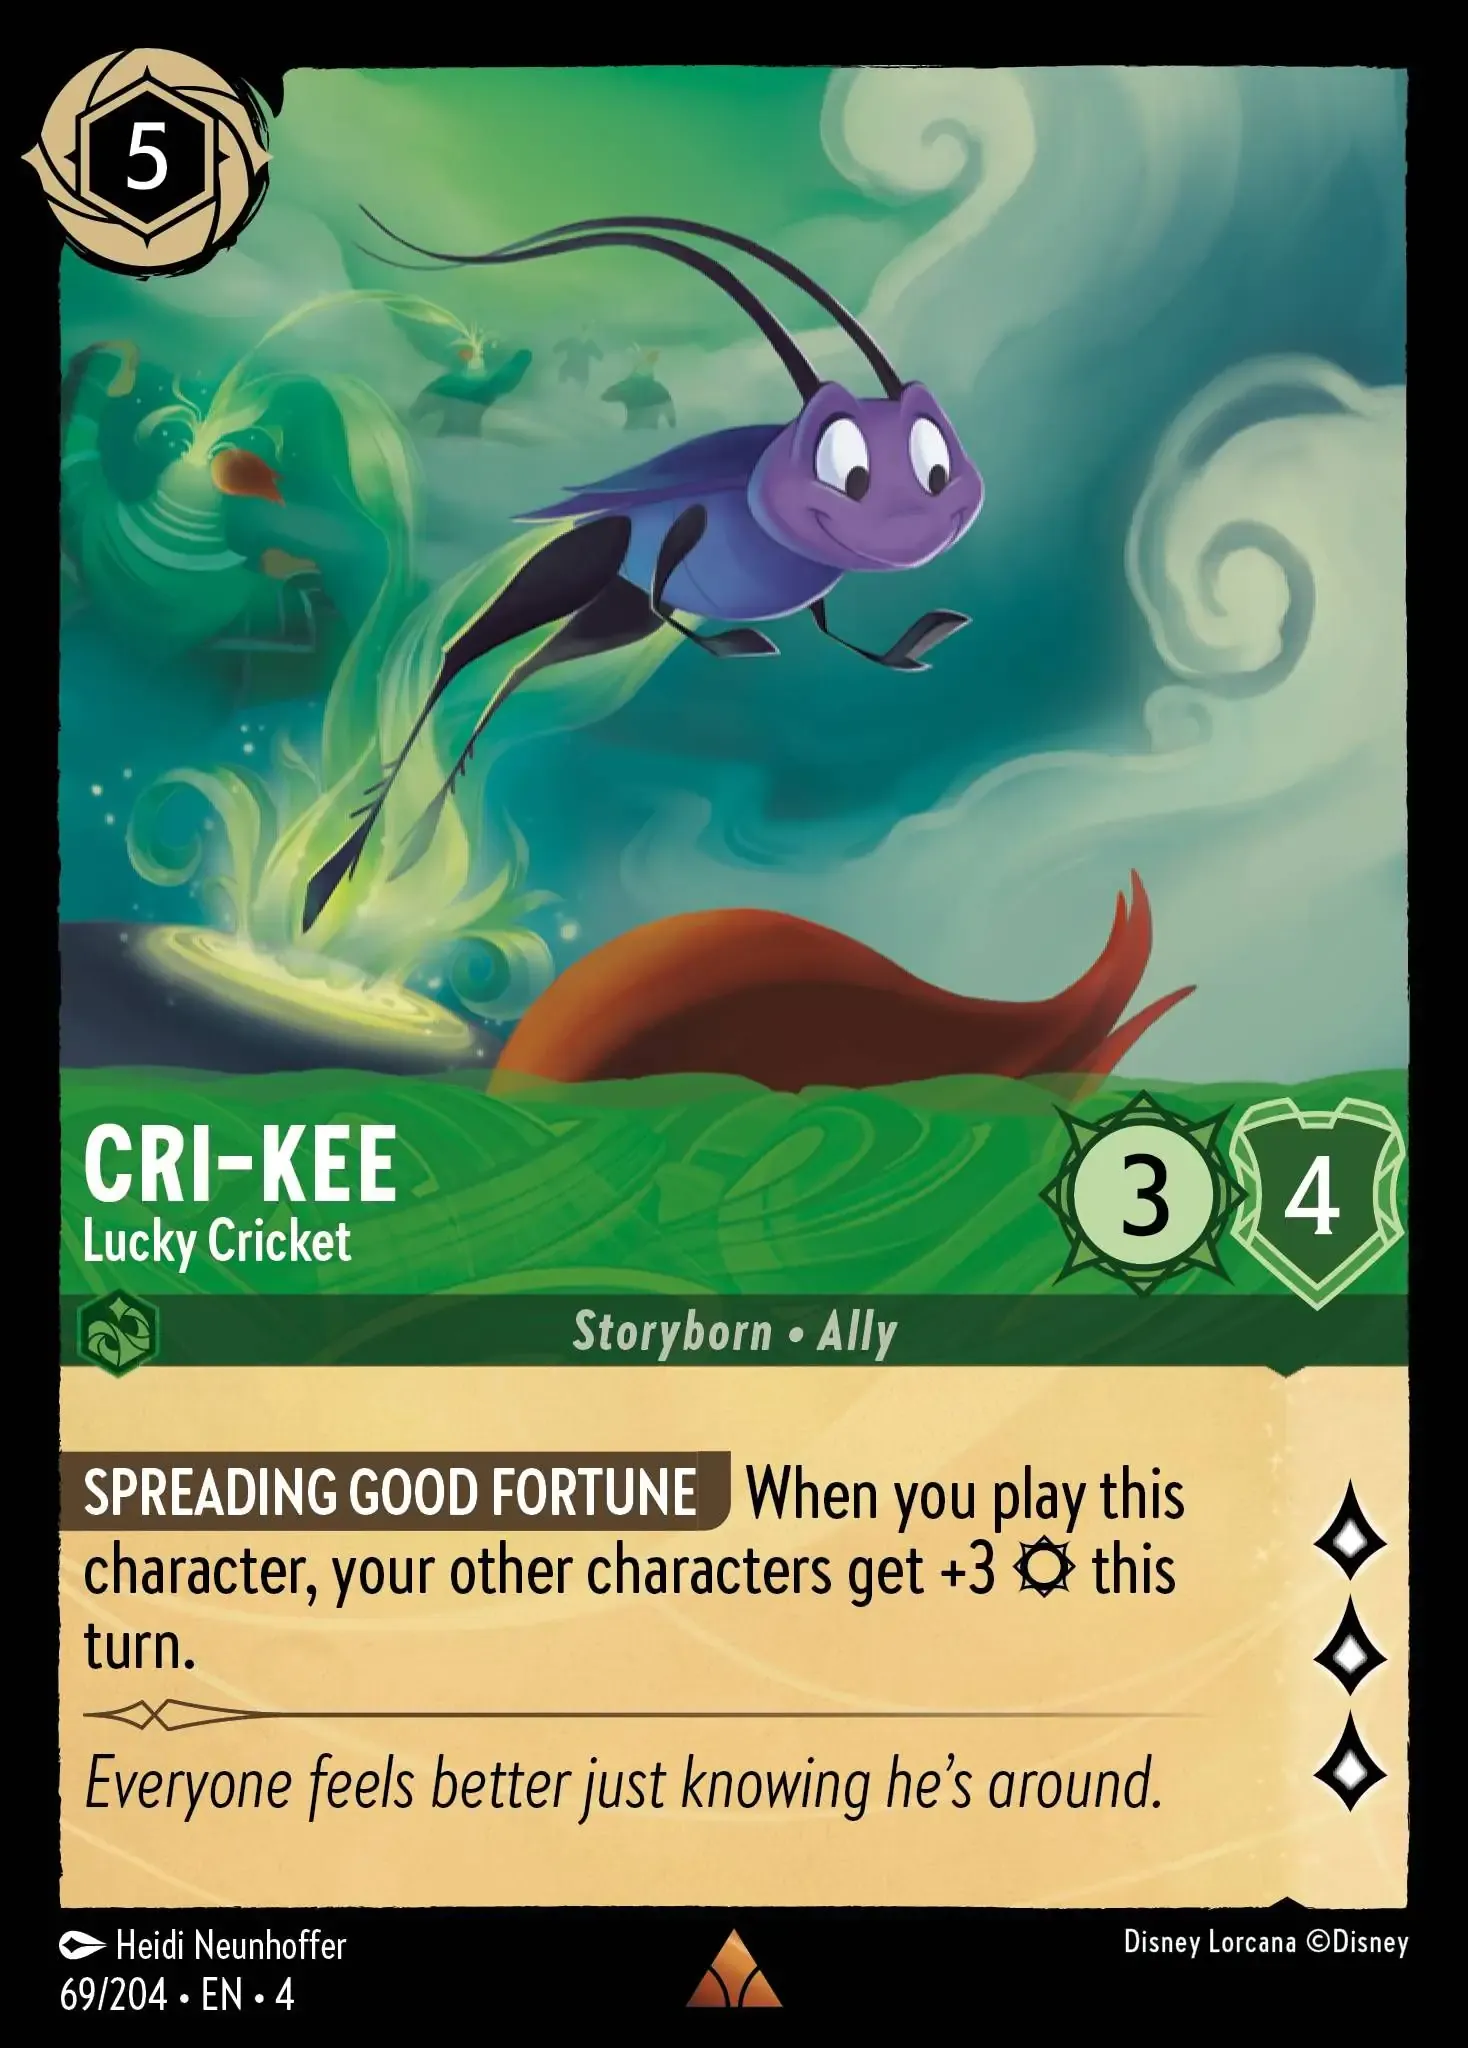 5
CRI-KEE
Lucky Cricket
3
4
Storyborn • Ally
SPREADING GOOD FORTUNE When you play this
character, your other characters get +3 this
turn.
Everyone feels better just knowing he's around.
Heidi Neunhoffer
Disney Lorcana ©Disney
69/204 • EN • 4